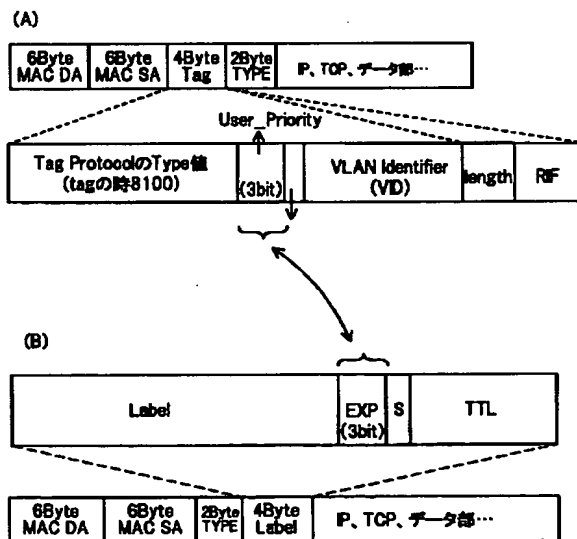 (A)
6Byte MAC DA
6Byte MAC SA
4Byte Tag
2Byte TYPE
IP、TCP、データ部…
User_Priority
Tag ProtocolのType値
(tagの時8100)
(3bit)
VLAN Identifier
(VID)
length
RIF
(B)
Label
EXP
(3bit)
S
TTL
6Byte MAC DA
6Byte MAC SA
2Byte TYPE
4Byte Label
IP、TCP、データ部…